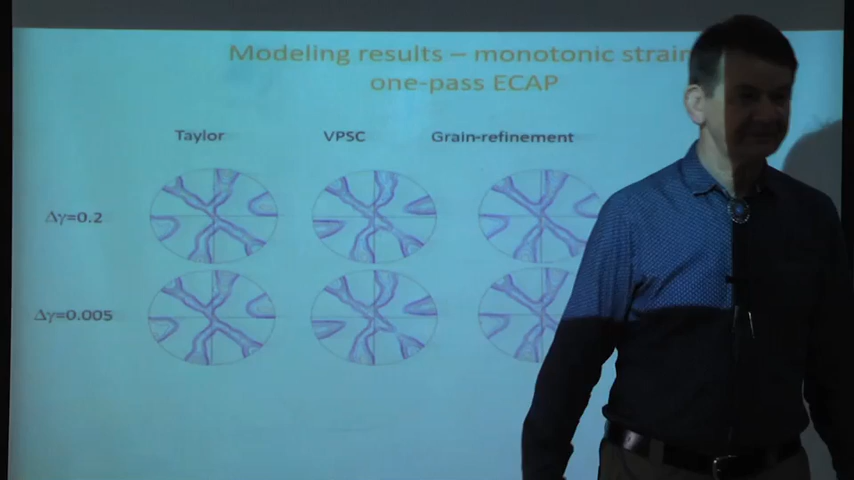 Modeling results – monotonic strain
one-pass ECAP
Taylor VPSC Grain-refinement
Δγ=0.2
Δγ=0.005